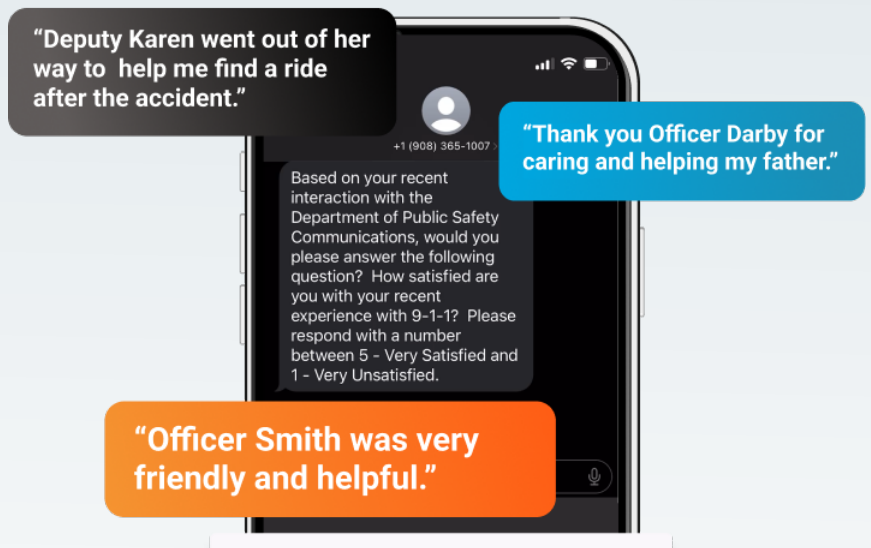 “Deputy Karen went out of her
way to  help me find a ride
after the accident.”
+1 (908) 365-1007
“Thank you Officer Darby for
caring and helping my father.”
Based on your recent
interaction with the
Department of Public Safety
Communications, would you
please answer the following
question?  How satisfied are
you with your recent
experience with 9-1-1?  Please
respond with a number
between 5 - Very Satisfied and
1 - Very Unsatisfied.
“Officer Smith was very
friendly and helpful.”